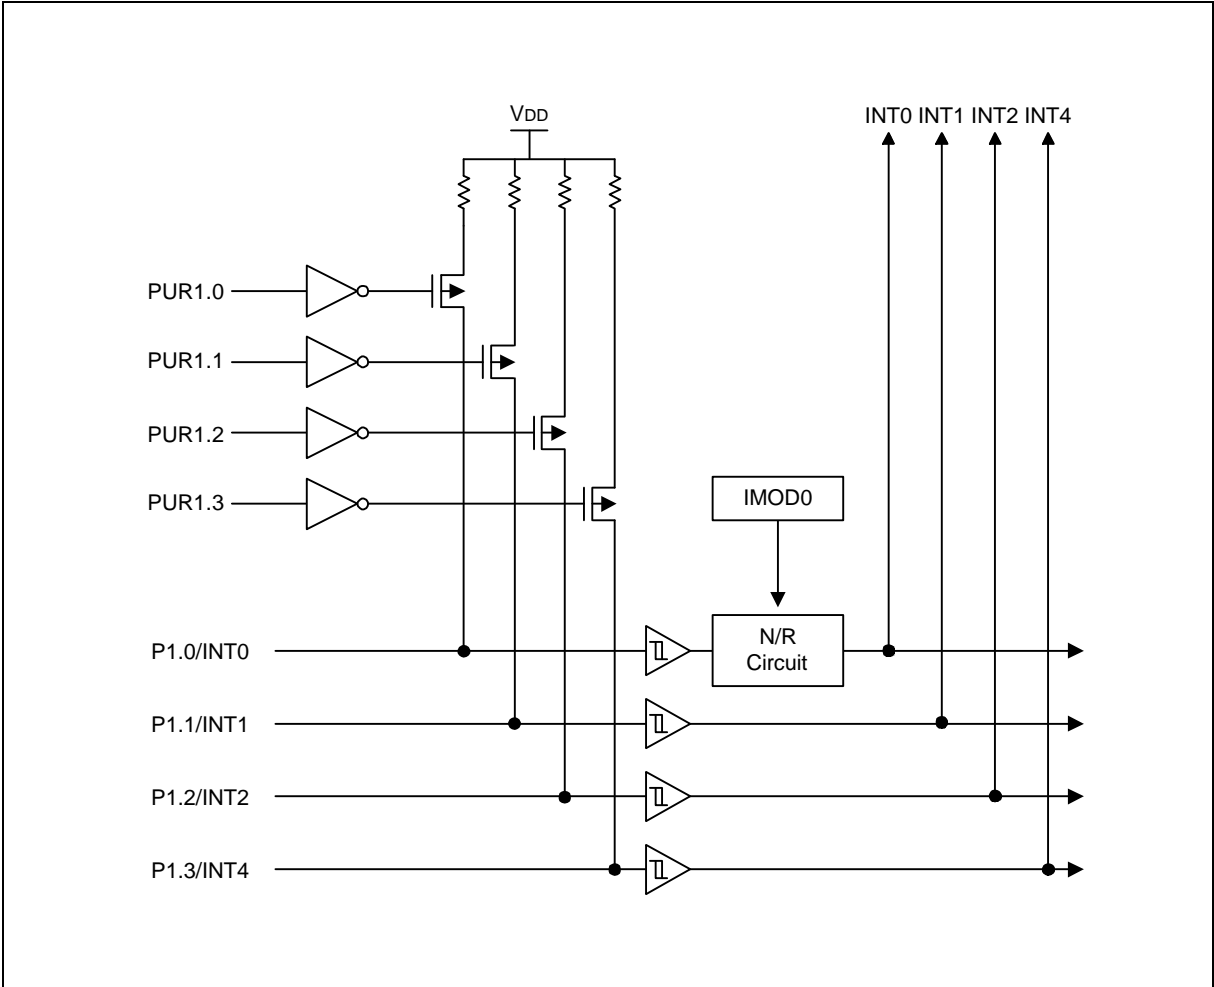 VDD
INT0 INT1 INT2 INT4
PUR1.0
PUR1.1
PUR1.2
PUR1.3
IMOD0
P1.0/INT0
N/R
Circuit
P1.1/INT1
P1.2/INT2
P1.3/INT4